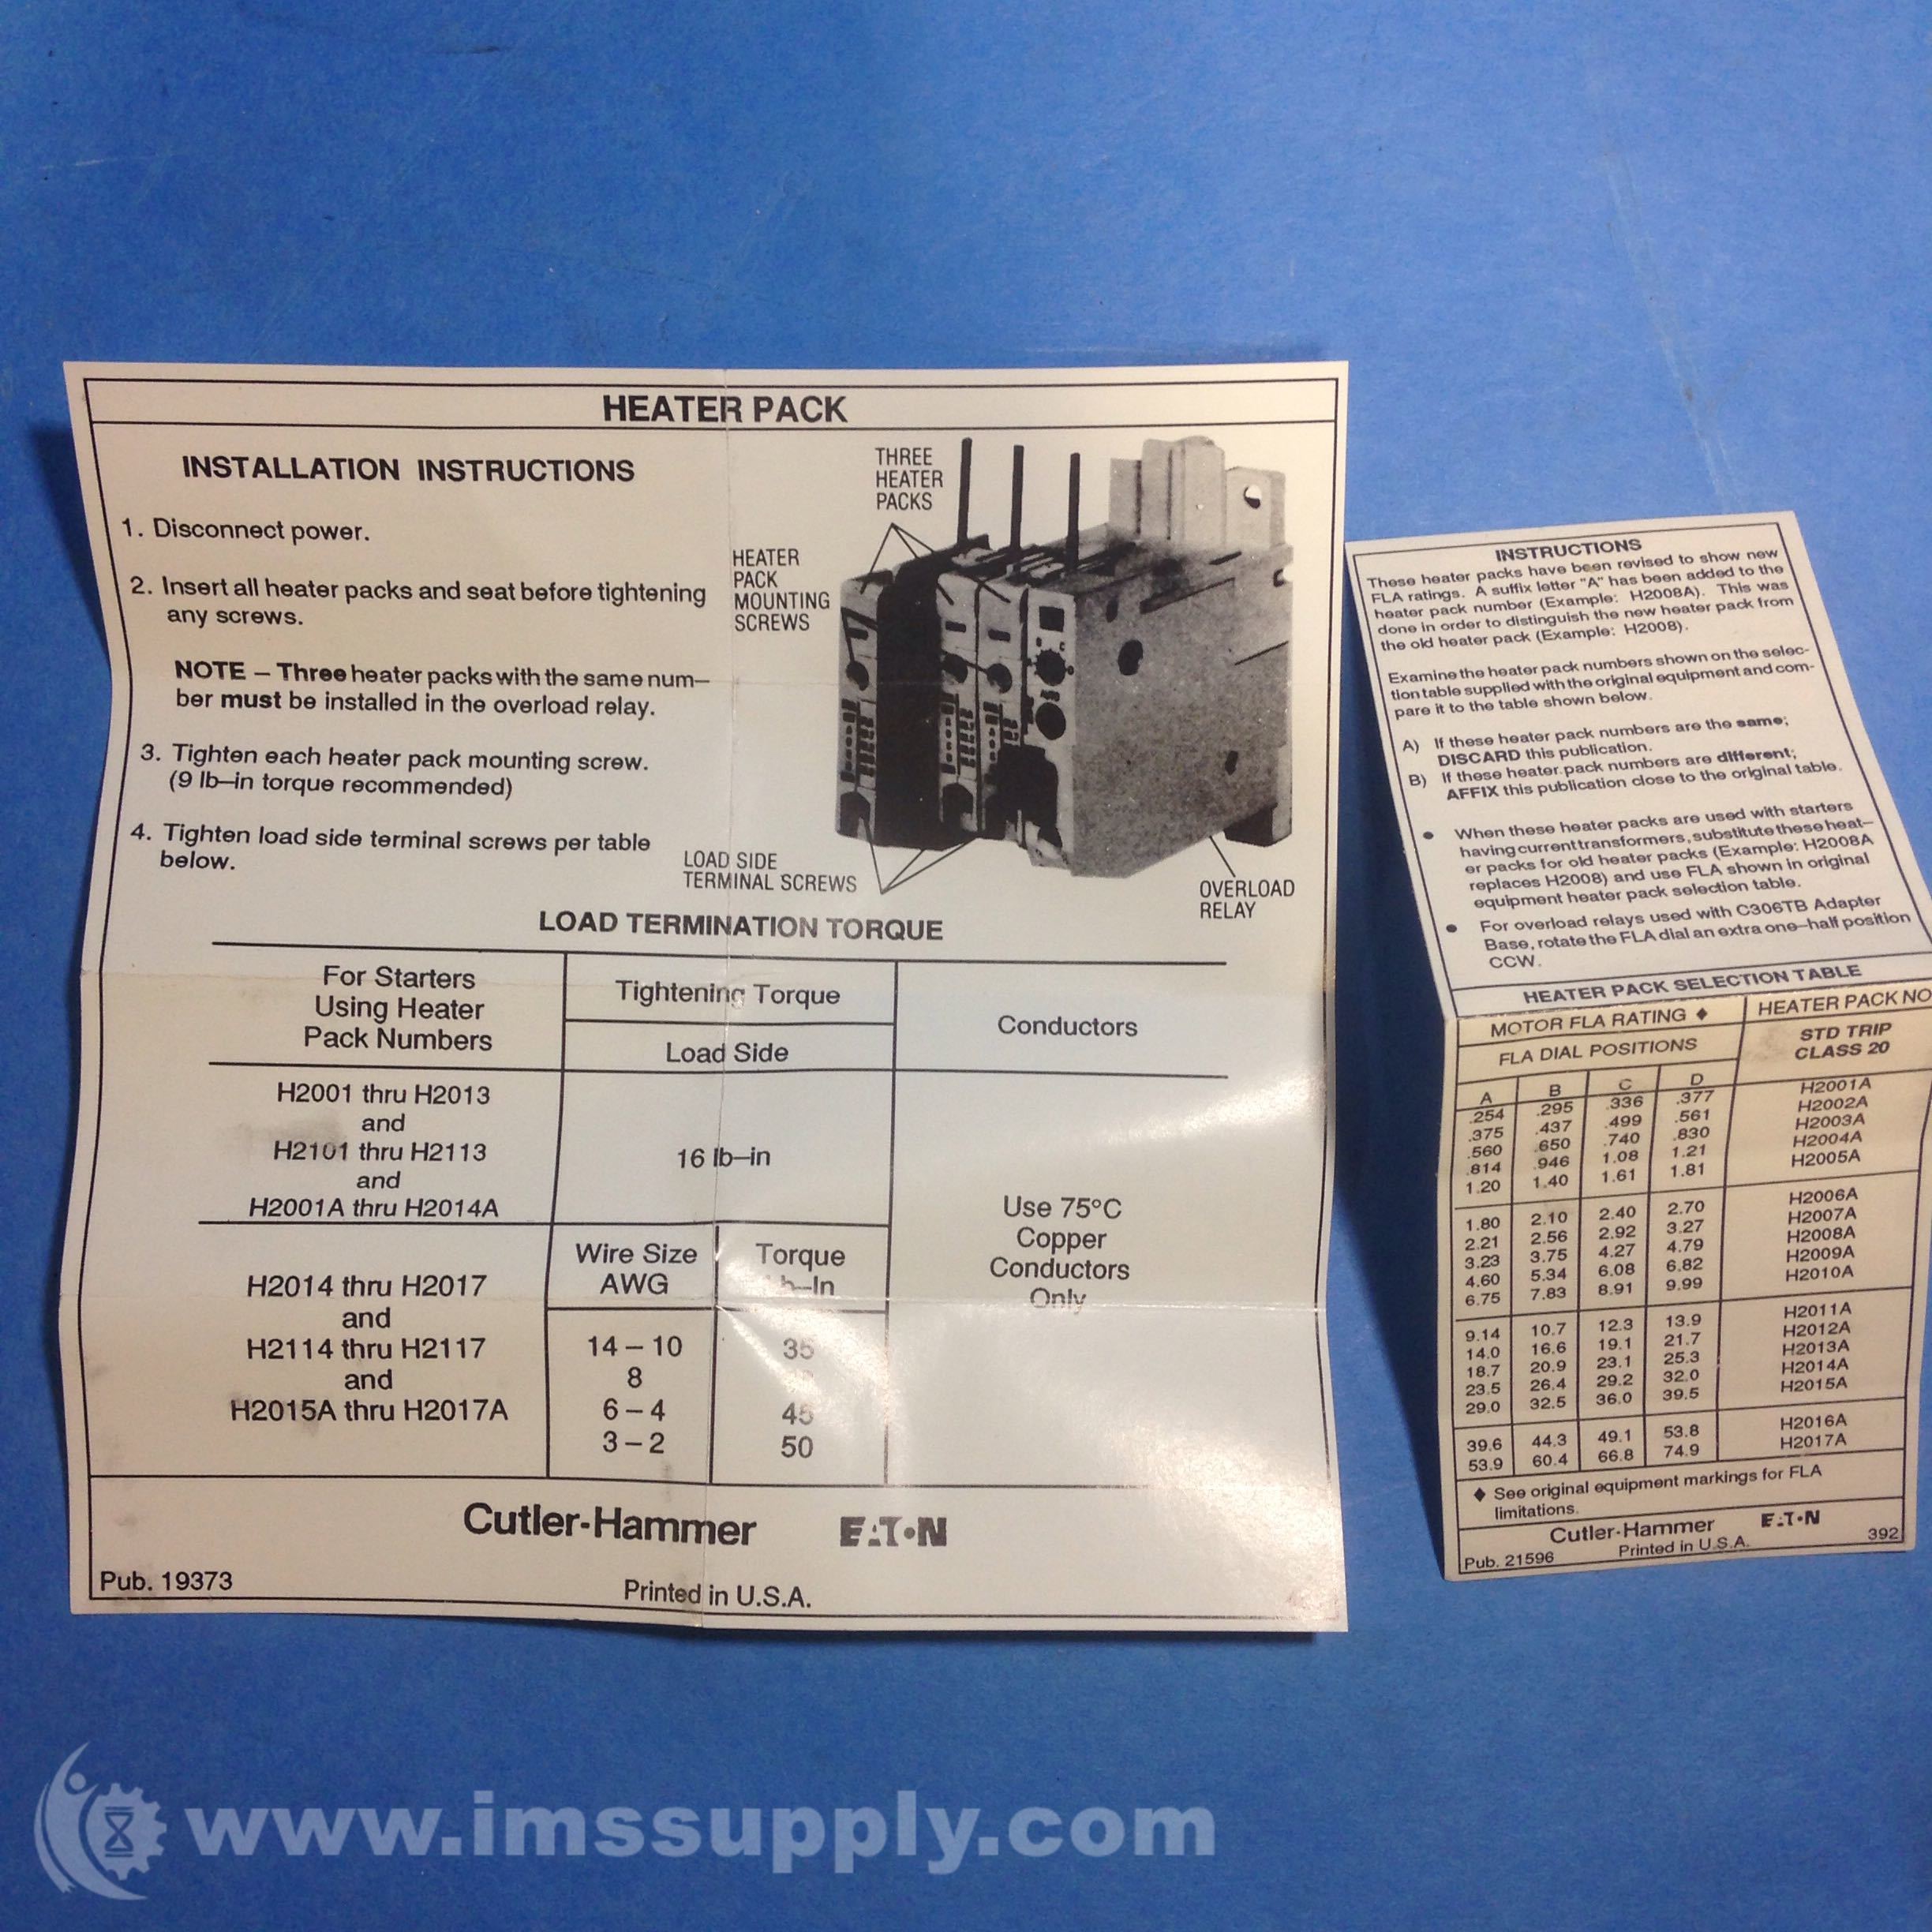 HEATER PACK
INSTALLATION INSTRUCTIONS
1. Disconnect power.
2. Insert all heater packs and seat before tightening
any screws.
NOTE – Three heater packs with the same num–
ber must be installed in the overload relay.
3. Tighten each heater pack mounting screw.
(9 lb–in torque recommended)
4. Tighten load side terminal screws per table
below.
THREE
HEATER
PACKS
HEATER
PACK
MOUNTING
SCREWS
LOAD SIDE
TERMINAL SCREWS
OVERLOAD
RELAY
LOAD TERMINATION TORQUE
For Starters
Using Heater
Pack Numbers
Tightening Torque
Load Side
Conductors
H2001 thru H2013
and
H2101 thru H2113
and
H2001A thru H2014A
16 lb–in
H2014 thru H2017
and
H2114 thru H2117
and
H2015A thru H2017A
Wire Size
AWG
Torque
lb–In
14 – 10 35
8
6 – 4 45
3 – 2 50
Use 75°C
Copper
Conductors
Only
Cutler-Hammer EATON
Pub. 19373
Printed in U.S.A.
INSTRUCTIONS
These heater packs have been revised to show new
FLA ratings. A suffix letter "A" has been added to the
heater pack number (Example: H2008A). This was
done in order to distinguish the new heater pack from
the old heater pack (Example: H2008).
Examine the heater pack numbers shown on the selec-
tion table supplied with the original equipment and com-
pare it to the table shown below.
A) If these heater pack numbers are the same;
DISCARD this publication.
B) If these heater pack numbers are different;
AFFIX this publication close to the original table.
• When these heater packs are used with starters
having current transformers, substitute these heat–
er packs for old heater packs (Example: H2008A
replaces H2008) and use FLA shown in original
equipment heater pack selection table.
• For overload relays used with C306TB Adapter
Base, rotate the FLA dial an extra one–half position
CCW.
HEATER PACK SELECTION TABLE
MOTOR FLA RATING ♦ HEATER PACK NO
FLA DIAL POSITIONS
STD TRIP
CLASS 20
A B C D
.254 .295 .336 .377 H2001A
.375 .437 .499 .561 H2002A
.560 .650 .740 .830 H2003A
.814 .946 1.08 1.21 H2004A
1.20 1.40 1.61 1.81 H2005A
1.80 2.10 2.40 2.70 H2006A
2.21 2.56 2.92 3.27 H2007A
3.23 3.75 4.27 4.79 H2008A
4.60 5.34 6.08 6.82 H2009A
6.75 7.83 8.91 9.99 H2010A
9.14 10.7 12.3 13.9 H2011A
14.0 16.6 19.1 21.7 H2012A
18.7 20.9 23.1 25.3 H2013A
23.5 26.4 29.2 32.0 H2014A
29.0 32.5 36.0 39.5 H2015A
39.6 44.3 49.1 53.8 H2016A
53.9 60.4 66.8 74.9 H2017A
♦ See original equipment markings for FLA
limitations.
Cutler-Hammer EATON
Pub. 21596 Printed in U.S.A. 392
www.imssupply.com